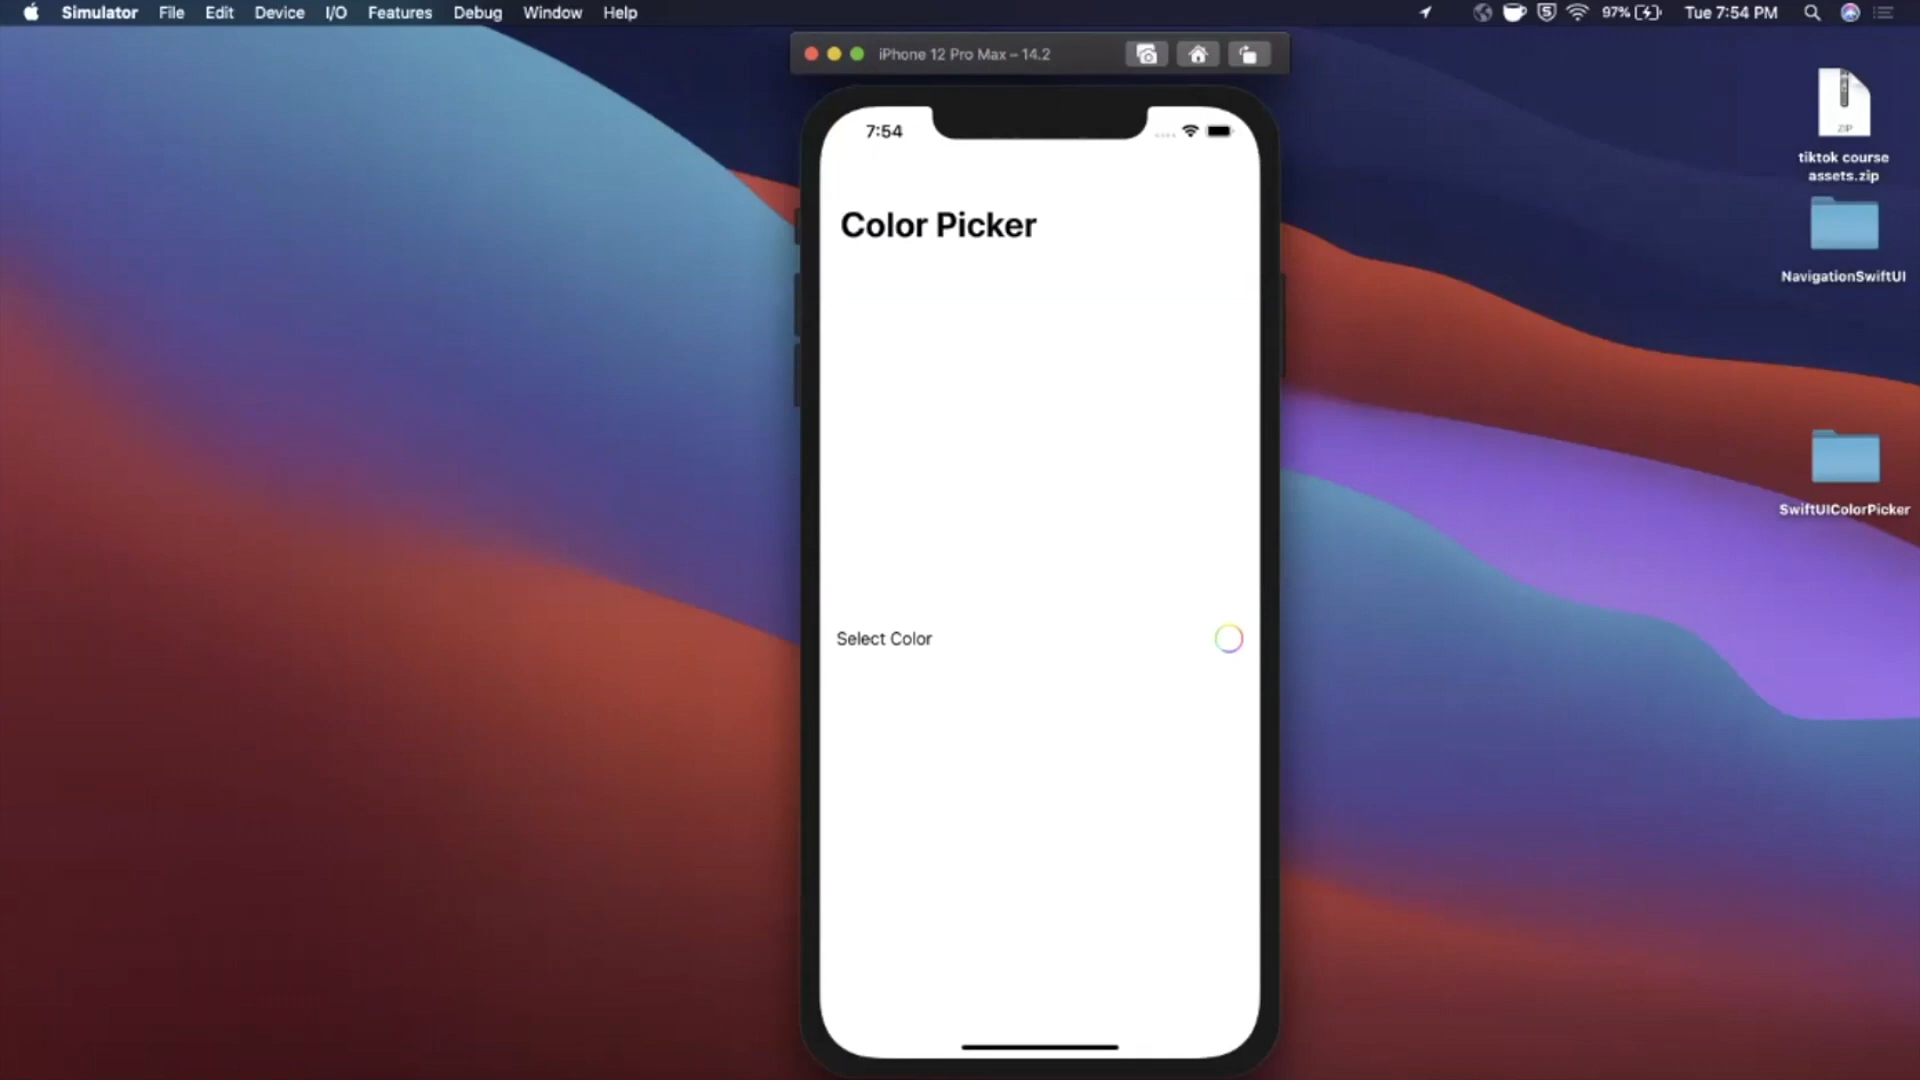 Simulator File Edit Device I/O Features Debug Window Help
97% Tue 7:54 PM
iPhone 12 Pro Max – 14.2
7:54
Color Picker
Select Color
ZIP
tiktok course
assets.zip
NavigationSwiftUI
SwiftUIColorPicker